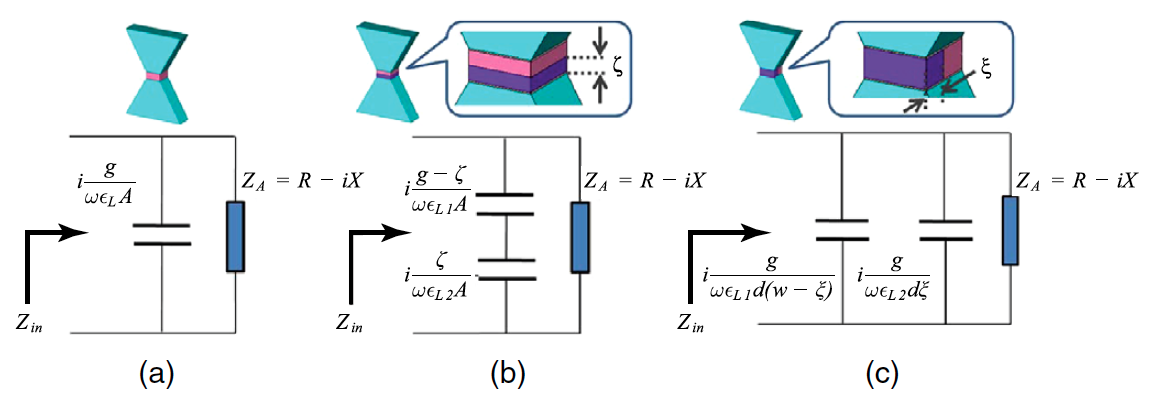 ζ
ξ
i g/(ωϵ_L A)
Z_A = R − iX
Z_in
(a)
i (g − ζ)/(ωϵ_L1 A)
i ζ/(ωϵ_L2 A)
Z_A = R − iX
Z_in
(b)
i g/(ωϵ_L1 d(w − ξ))
i g/(ωϵ_L2 dξ)
Z_A = R − iX
Z_in
(c)